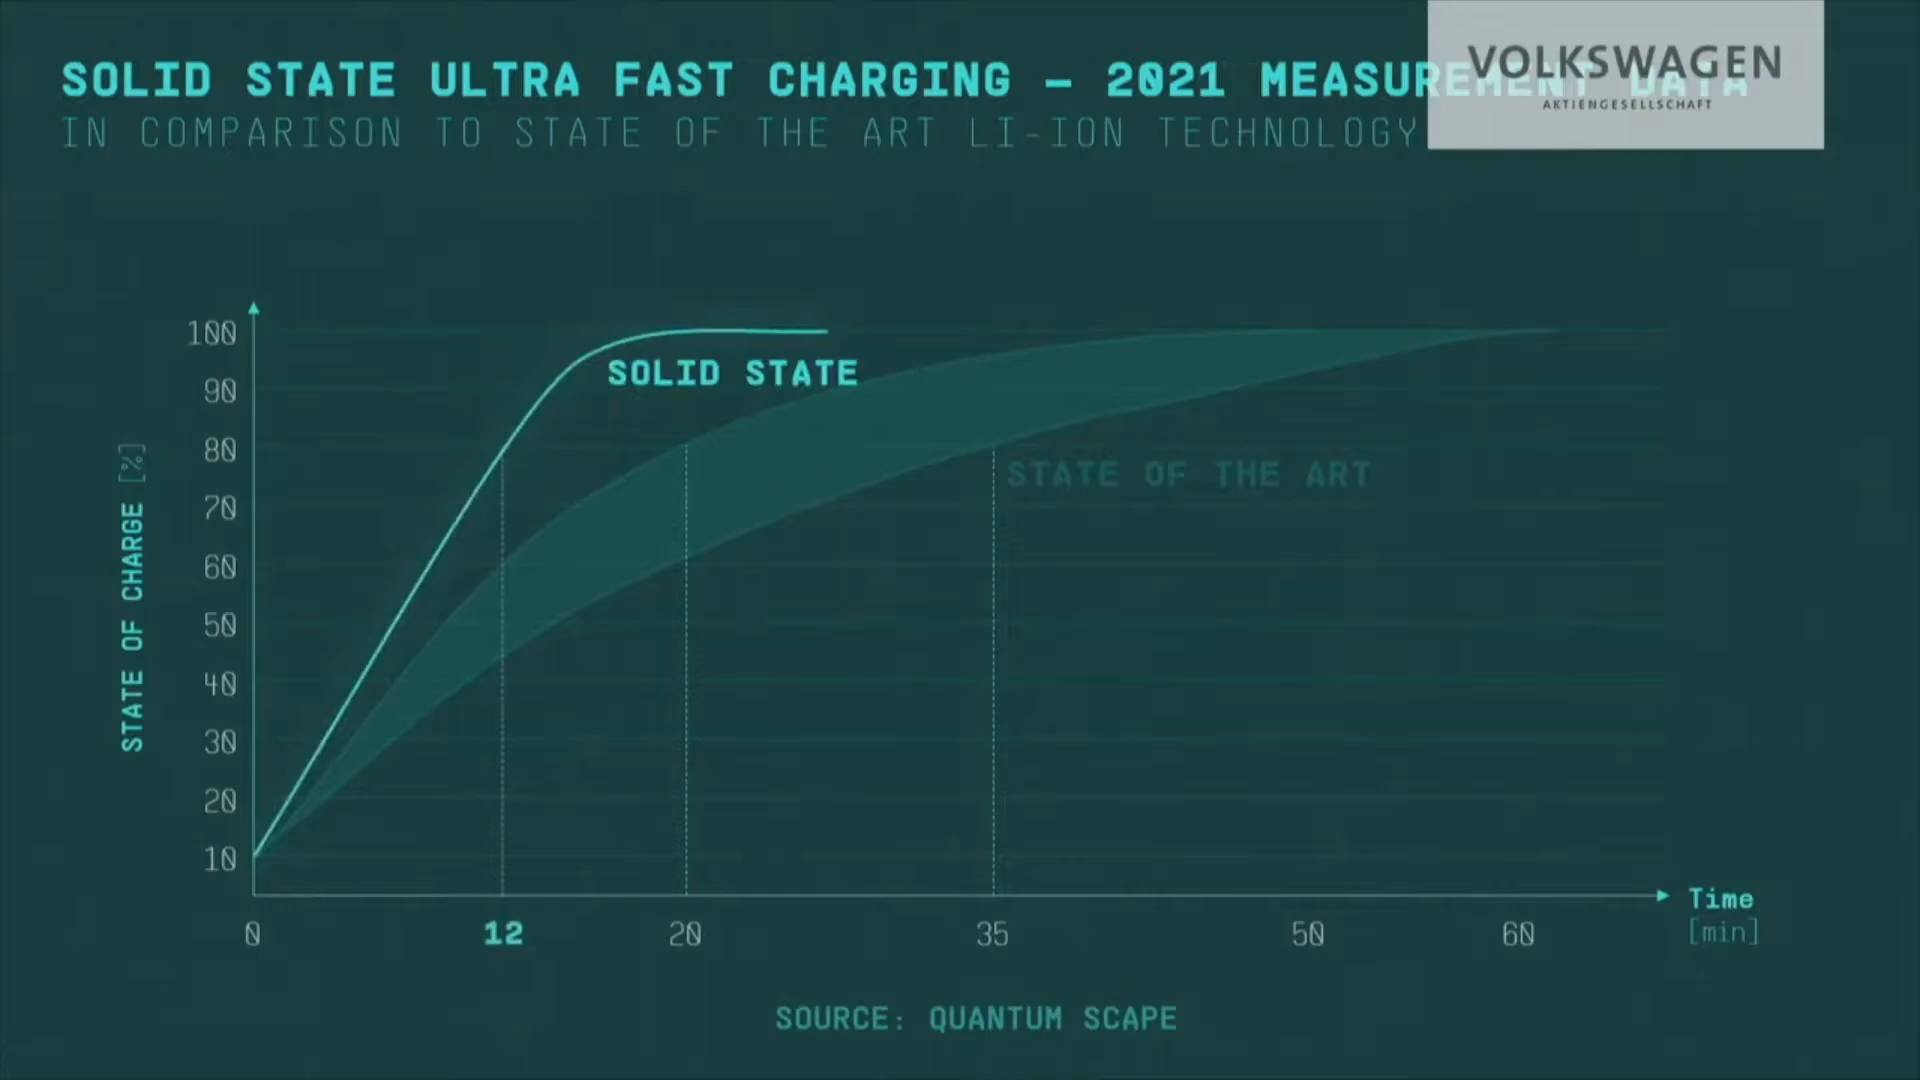 SOLID STATE ULTRA FAST CHARGING – 2021 MEASUREMENT DATA
IN COMPARISON TO STATE OF THE ART LI-ION TECHNOLOGY
VOLKSWAGEN
AKTIENGESELLSCHAFT
STATE OF CHARGE [%]
100
90
80
70
60
50
40
30
20
10
SOLID STATE
STATE OF THE ART
0 12 20 35 50 60
Time
[min]
SOURCE: QUANTUM SCAPE